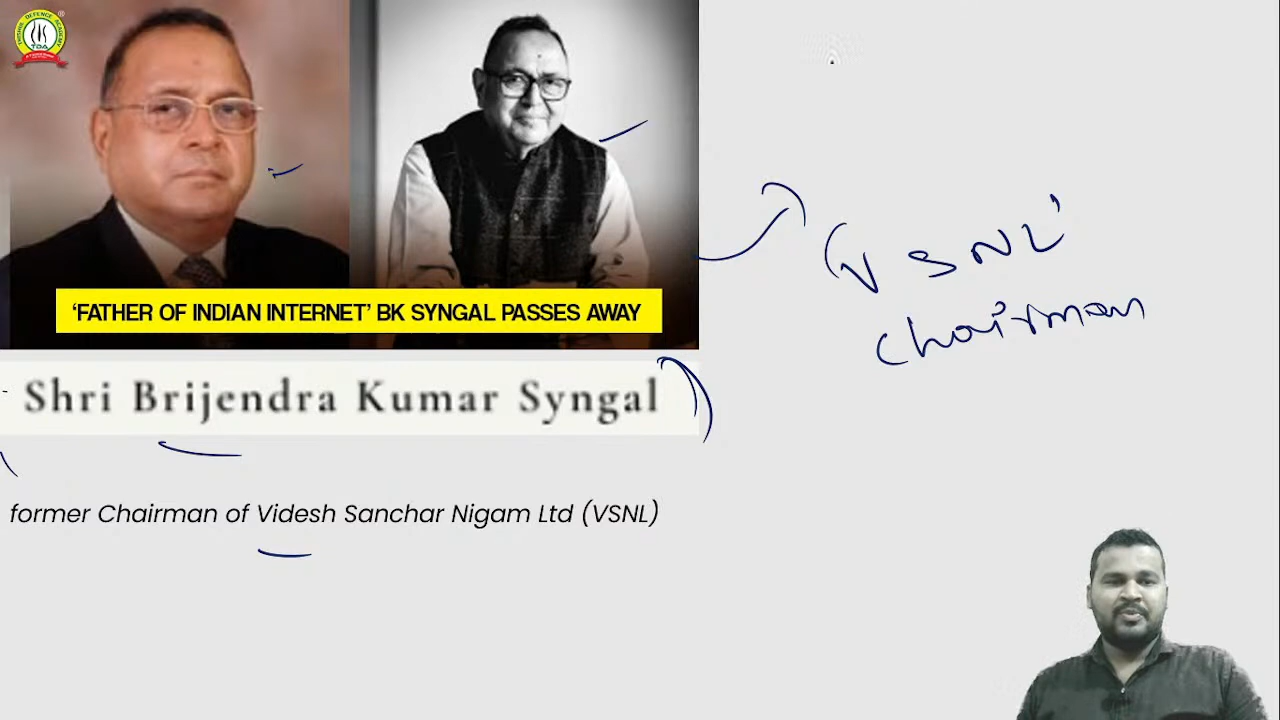 TDA
‘FATHER OF INDIAN INTERNET’ BK SYNGAL PASSES AWAY
Shri Brijendra Kumar Syngal
former Chairman of Videsh Sanchar Nigam Ltd (VSNL)
(VSNL
Chairman